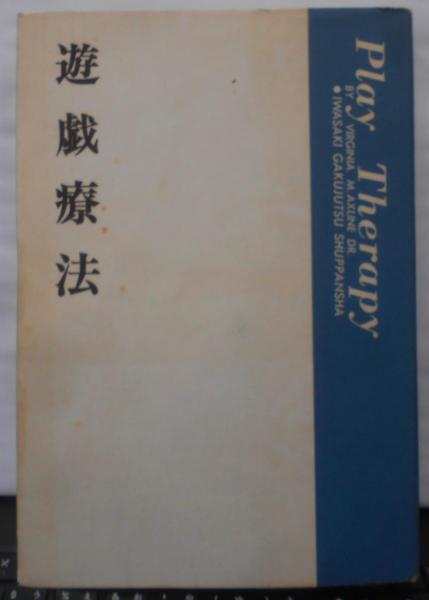 遊戯療法
Play Therapy
BY VIRGINIA M. AXLINE DR.
●IWASAKI GAKUJUTSU SHUPPANSHA